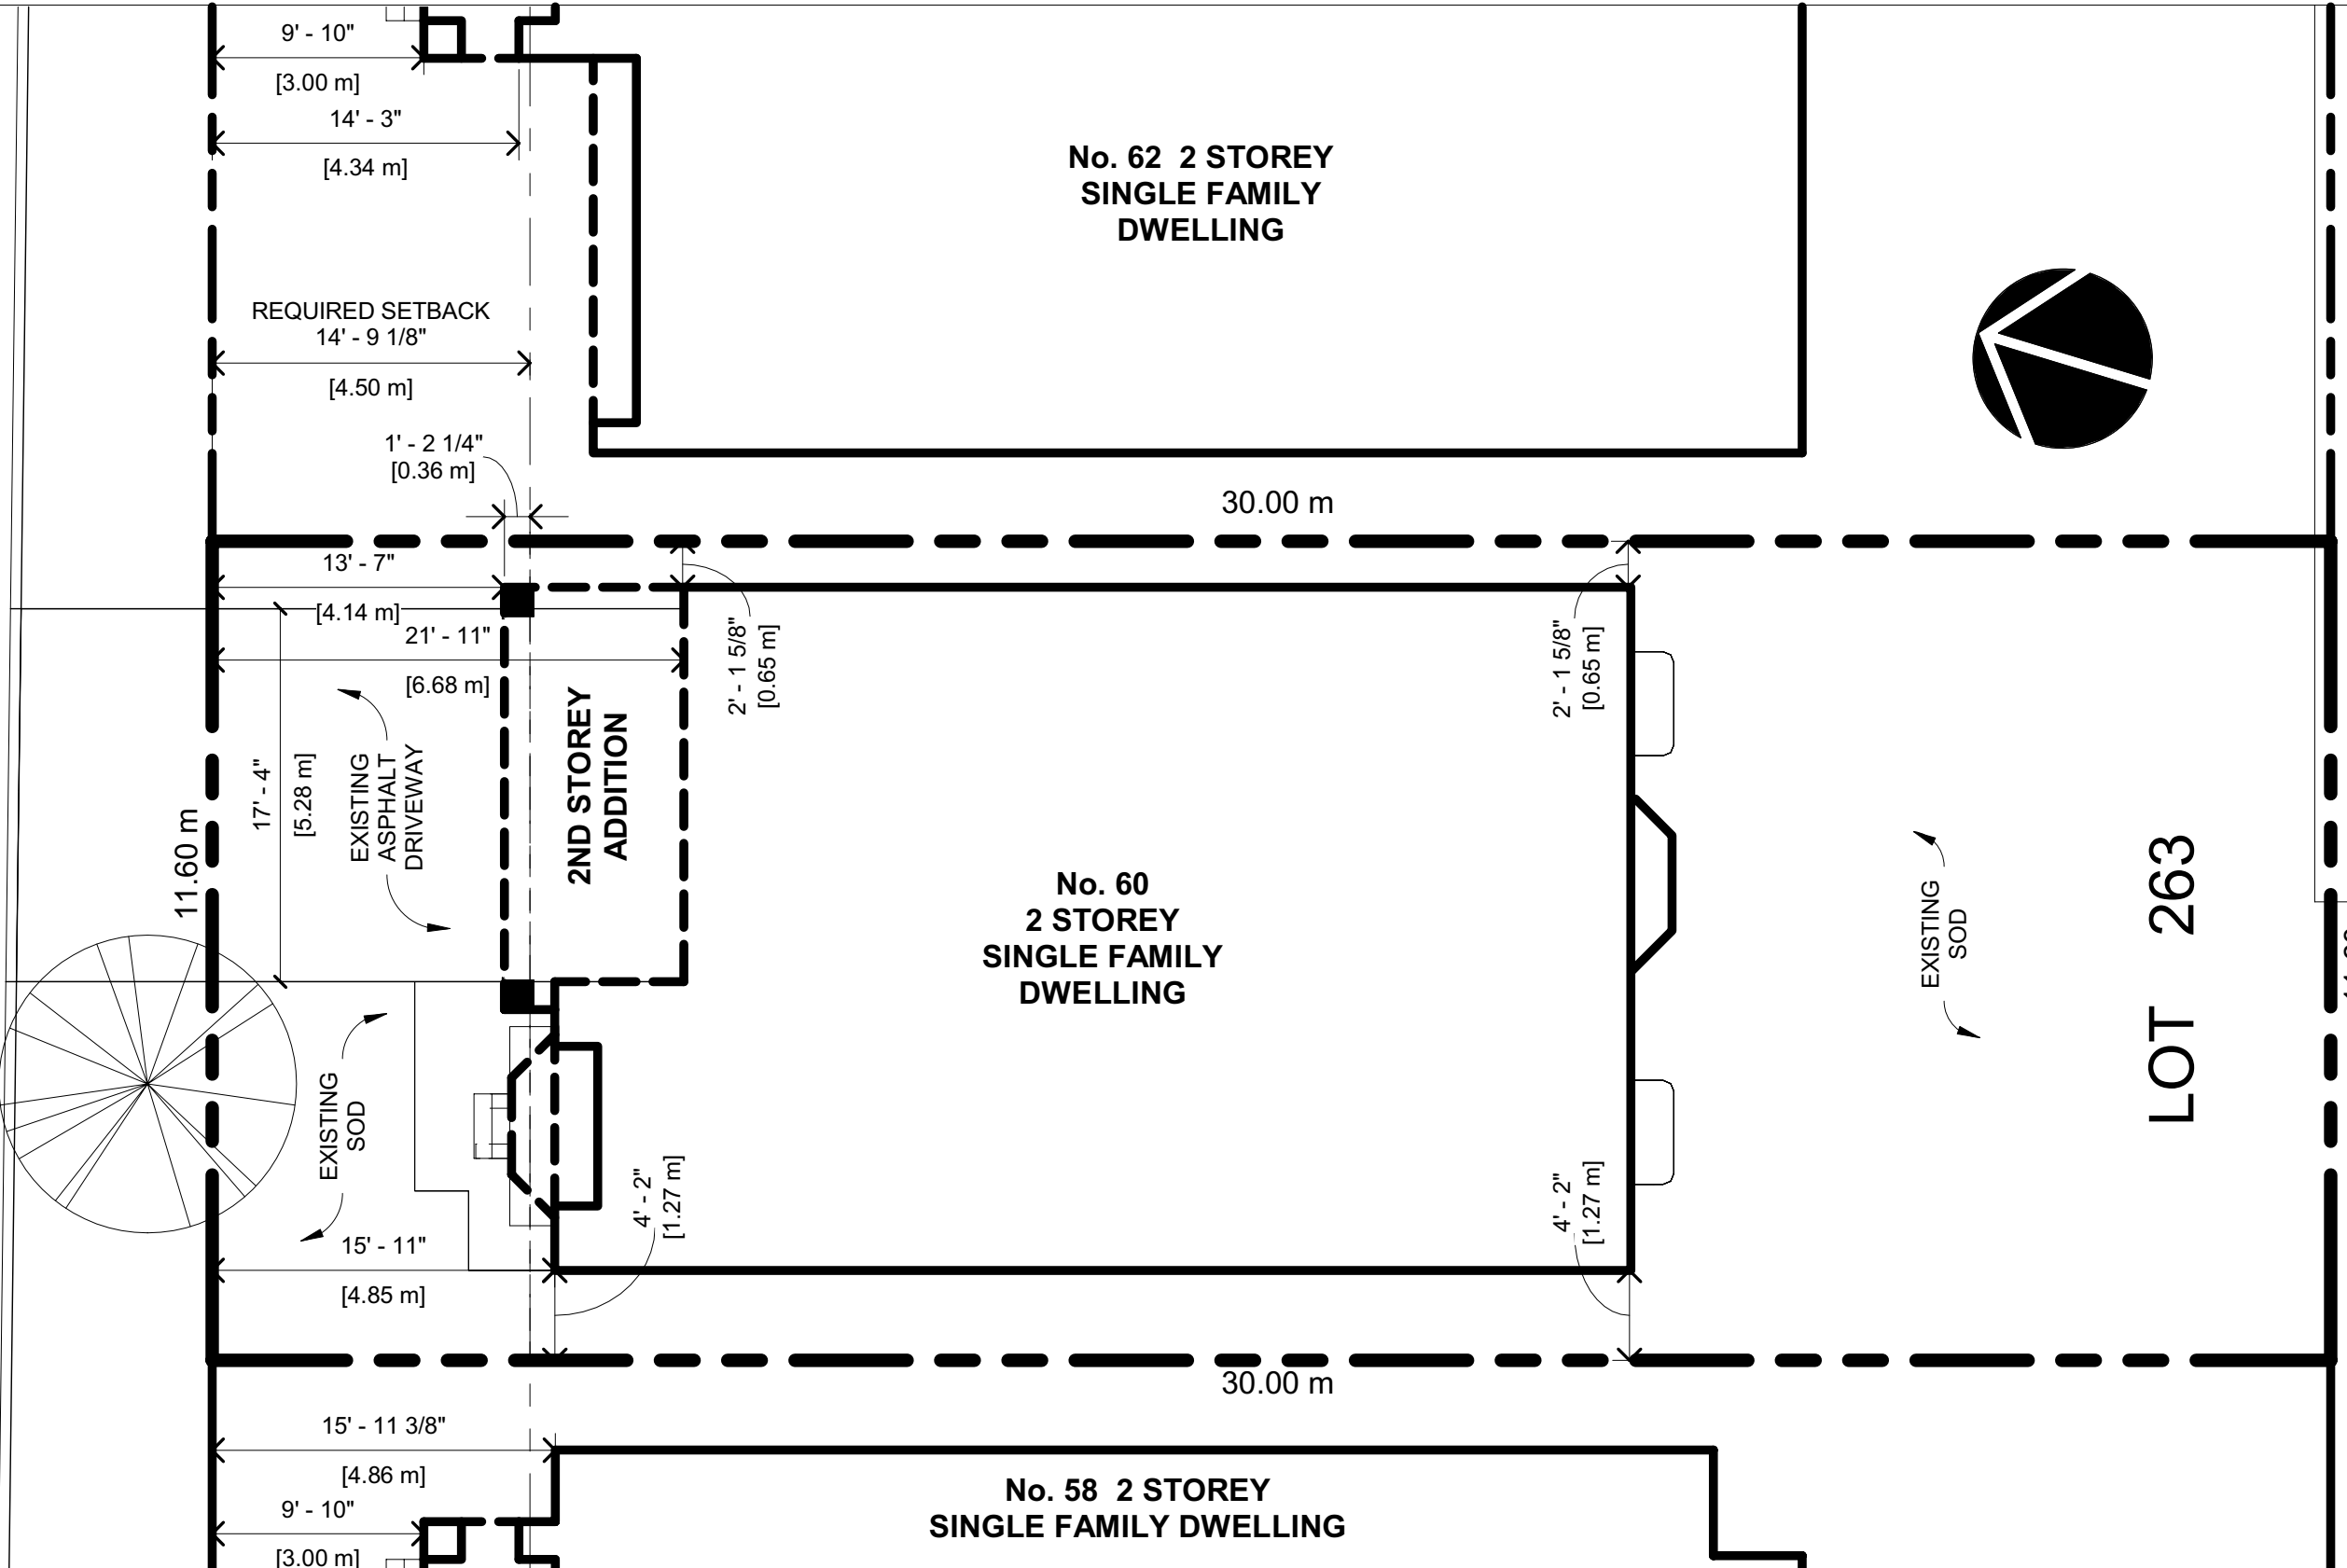 9' - 10"
[3.00 m]
14' - 3"
[4.34 m]
No. 62 2 STOREY
SINGLE FAMILY
DWELLING
REQUIRED SETBACK
14' - 9 1/8"
[4.50 m]
1' - 2 1/4"
[0.36 m]
30.00 m
13' - 7"
[4.14 m]
21' - 11"
[6.68 m]
2' - 1 5/8"
[0.65 m]
2' - 1 5/8"
[0.65 m]
11.60 m
17' - 4"
[5.28 m]
EXISTING
ASPHALT
DRIVEWAY
2ND STOREY
ADDITION
No. 60
2 STOREY
SINGLE FAMILY
DWELLING
EXISTING
SOD
LOT 263
EXISTING
SOD
15' - 11"
[4.85 m]
4' - 2"
[1.27 m]
4' - 2"
[1.27 m]
30.00 m
15' - 11 3/8"
[4.86 m]
9' - 10"
[3.00 m]
No. 58 2 STOREY
SINGLE FAMILY DWELLING